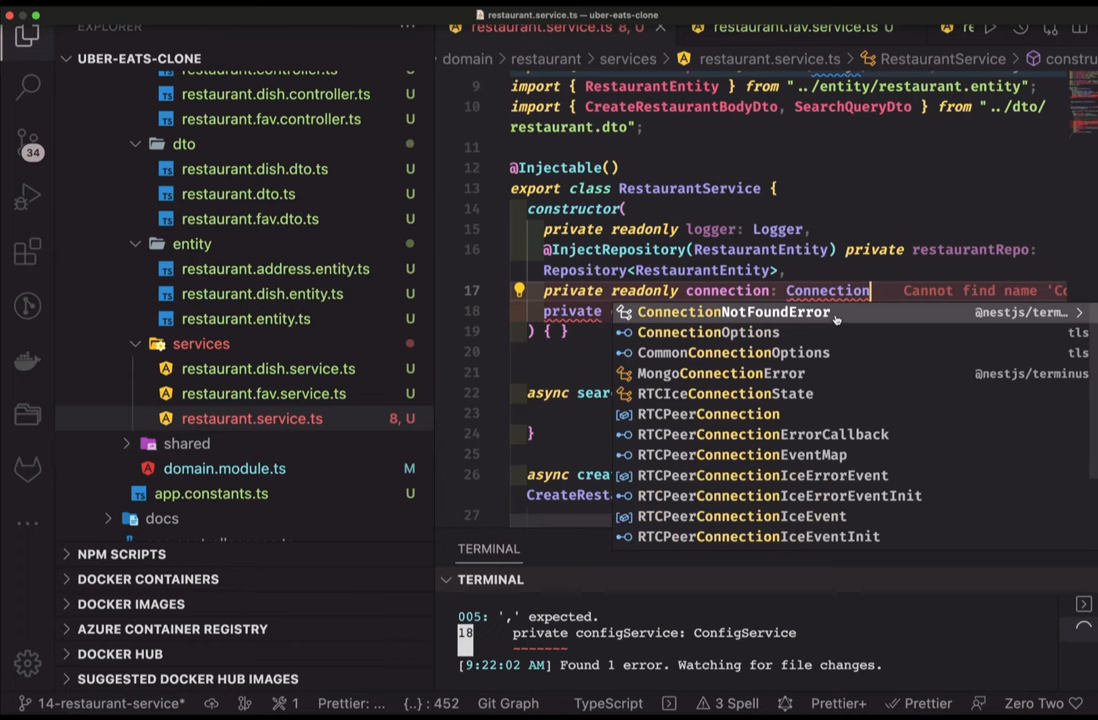 restaurant.service.ts — uber-eats-clone
EXPLORER
restaurant.service.ts 8, U
restaurant.fav.service.ts U
UBER-EATS-CLONE
domain > restaurant > services > restaurant.service.ts > RestaurantService > constru
restaurant.controller.ts
restaurant.dish.controller.ts U
restaurant.fav.controller.ts U
dto
restaurant.dish.dto.ts U
restaurant.dto.ts U
restaurant.fav.dto.ts U
entity
restaurant.address.entity.ts U
restaurant.dish.entity.ts U
restaurant.entity.ts U
services
restaurant.dish.service.ts U
restaurant.fav.service.ts U
restaurant.service.ts 8, U
shared
domain.module.ts M
app.constants.ts U
docs
34
NPM SCRIPTS
DOCKER CONTAINERS
DOCKER IMAGES
AZURE CONTAINER REGISTRY
DOCKER HUB
SUGGESTED DOCKER HUB IMAGES
9 import { RestaurantEntity } from "../entity/restaurant.entity";
10 import { CreateRestaurantBodyDto, SearchQueryDto } from "../dto/
restaurant.dto";
11
12 @Injectable()
13 export class RestaurantService {
14 constructor(
15 private readonly logger: Logger,
16 @InjectRepository(RestaurantEntity) private restaurantRepo:
Repository<RestaurantEntity>,
17 private readonly connection: Connection Cannot find name 'Co
18 private
19 ) { }
20
21
22 async sear
23
24 }
25
26 async crea
CreateRest
27
ConnectionNotFoundError @nestjs/term… >
ConnectionOptions tls
CommonConnectionOptions tls
MongoConnectionError @nestjs/terminus
RTCIceConnectionState
RTCPeerConnection
RTCPeerConnectionErrorCallback
RTCPeerConnectionEventMap
RTCPeerConnectionIceErrorEvent
RTCPeerConnectionIceErrorEventInit
RTCPeerConnectionIceEvent
RTCPeerConnectionIceEventInit
TERMINAL
TERMINAL
005: ',' expected.
18 private configService: ConfigService
~~~~~~~
[9:22:02 AM] Found 1 error. Watching for file changes.
14-restaurant-service* 1 Prettier: ... {..} : 452 Git Graph TypeScript 3 Spell Prettier+ Prettier Zero Two